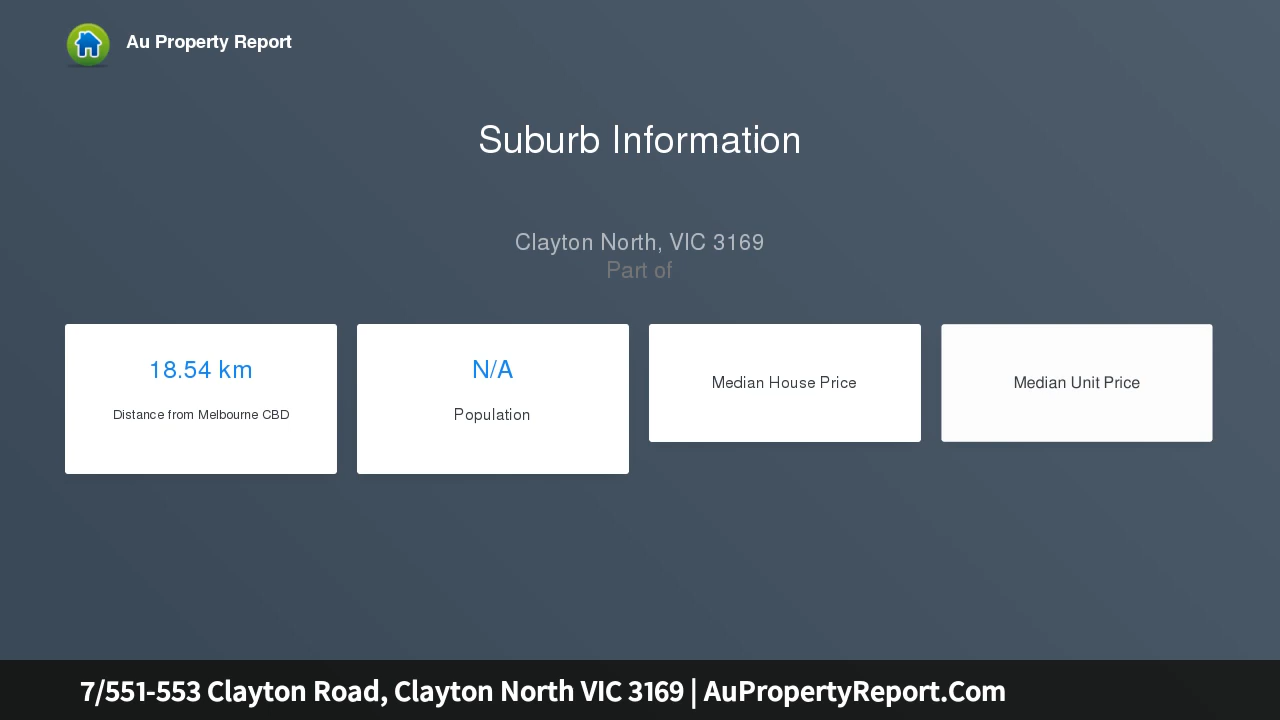 Au Property Report
Suburb Information
Clayton North, VIC 3169
Part of
18.54 km
Distance from Melbourne CBD
N/A
Population
Median House Price
Median Unit Price
7/551-553 Clayton Road, Clayton North VIC 3169 | AuPropertyReport.Com